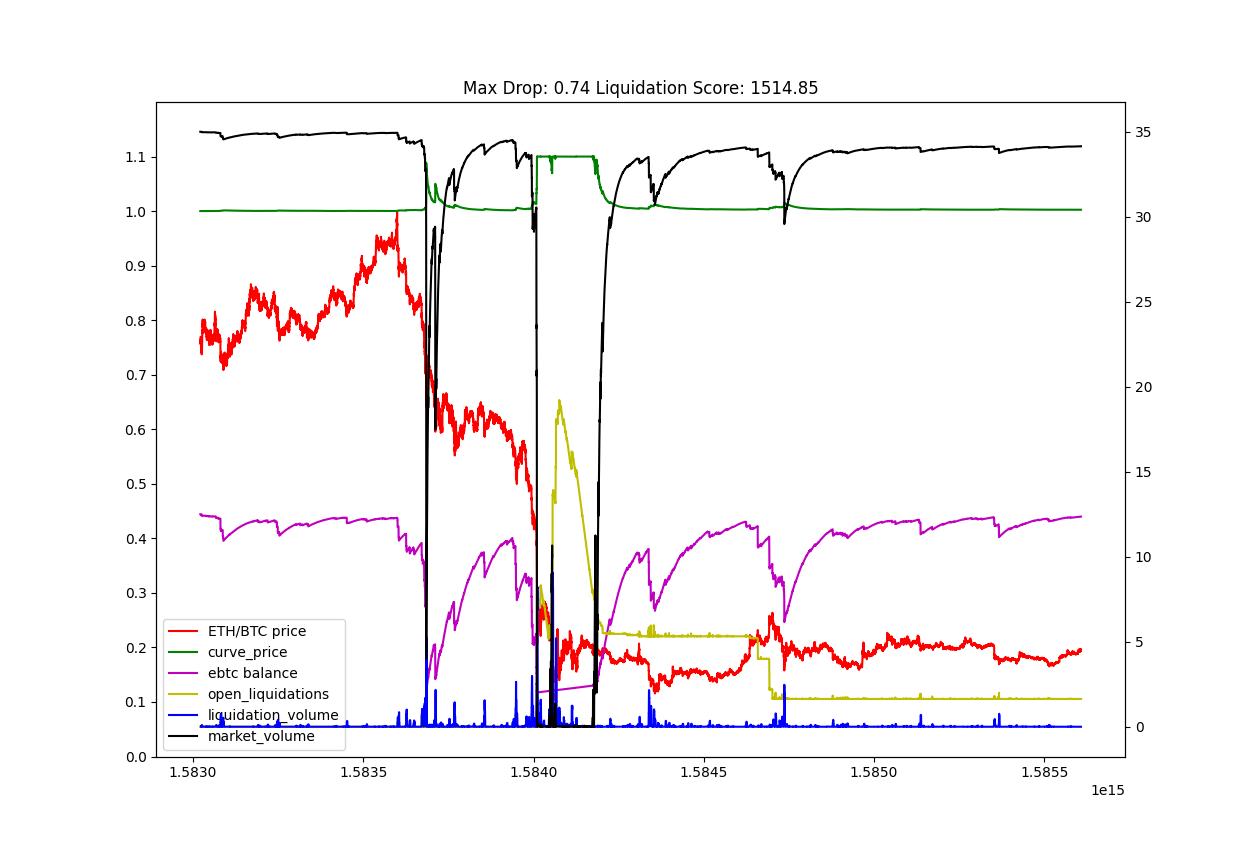 Max Drop: 0.74 Liquidation Score: 1514.85
1.1
1.0
0.9
0.8
0.7
0.6
0.5
0.4
0.3
0.2
0.1
0.0
35
30
25
20
15
10
5
0
ETH/BTC price
curve_price
ebtc balance
open_liquidations
liquidation_volume
market_volume
1.5830 1.5835 1.5840 1.5845 1.5850 1.5855
1e15